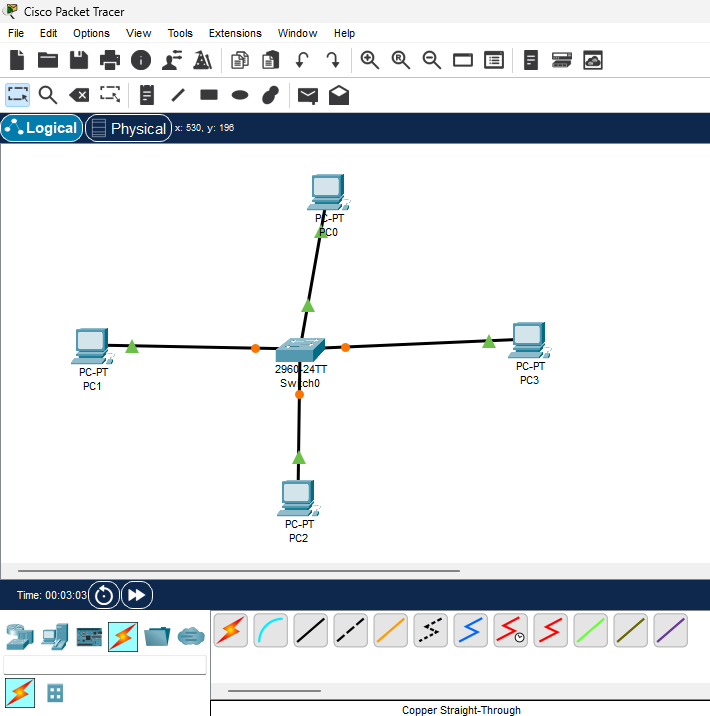 Cisco Packet Tracer
File Edit Options View Tools Extensions Window Help
Logical Physical x: 530, y: 196
PC-PT
PC0
PC-PT
PC1
2960-24TT
Switch0
PC-PT
PC3
PC-PT
PC2
Time: 00:03:03
Copper Straight-Through